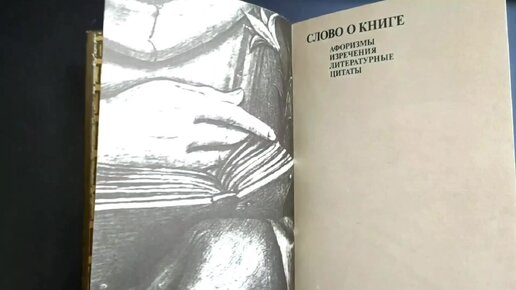 СЛОВО О КНИГЕ
АФОРИЗМЫ
ИЗРЕЧЕНИЯ
ЛИТЕРАТУРНЫЕ
ЦИТАТЫ